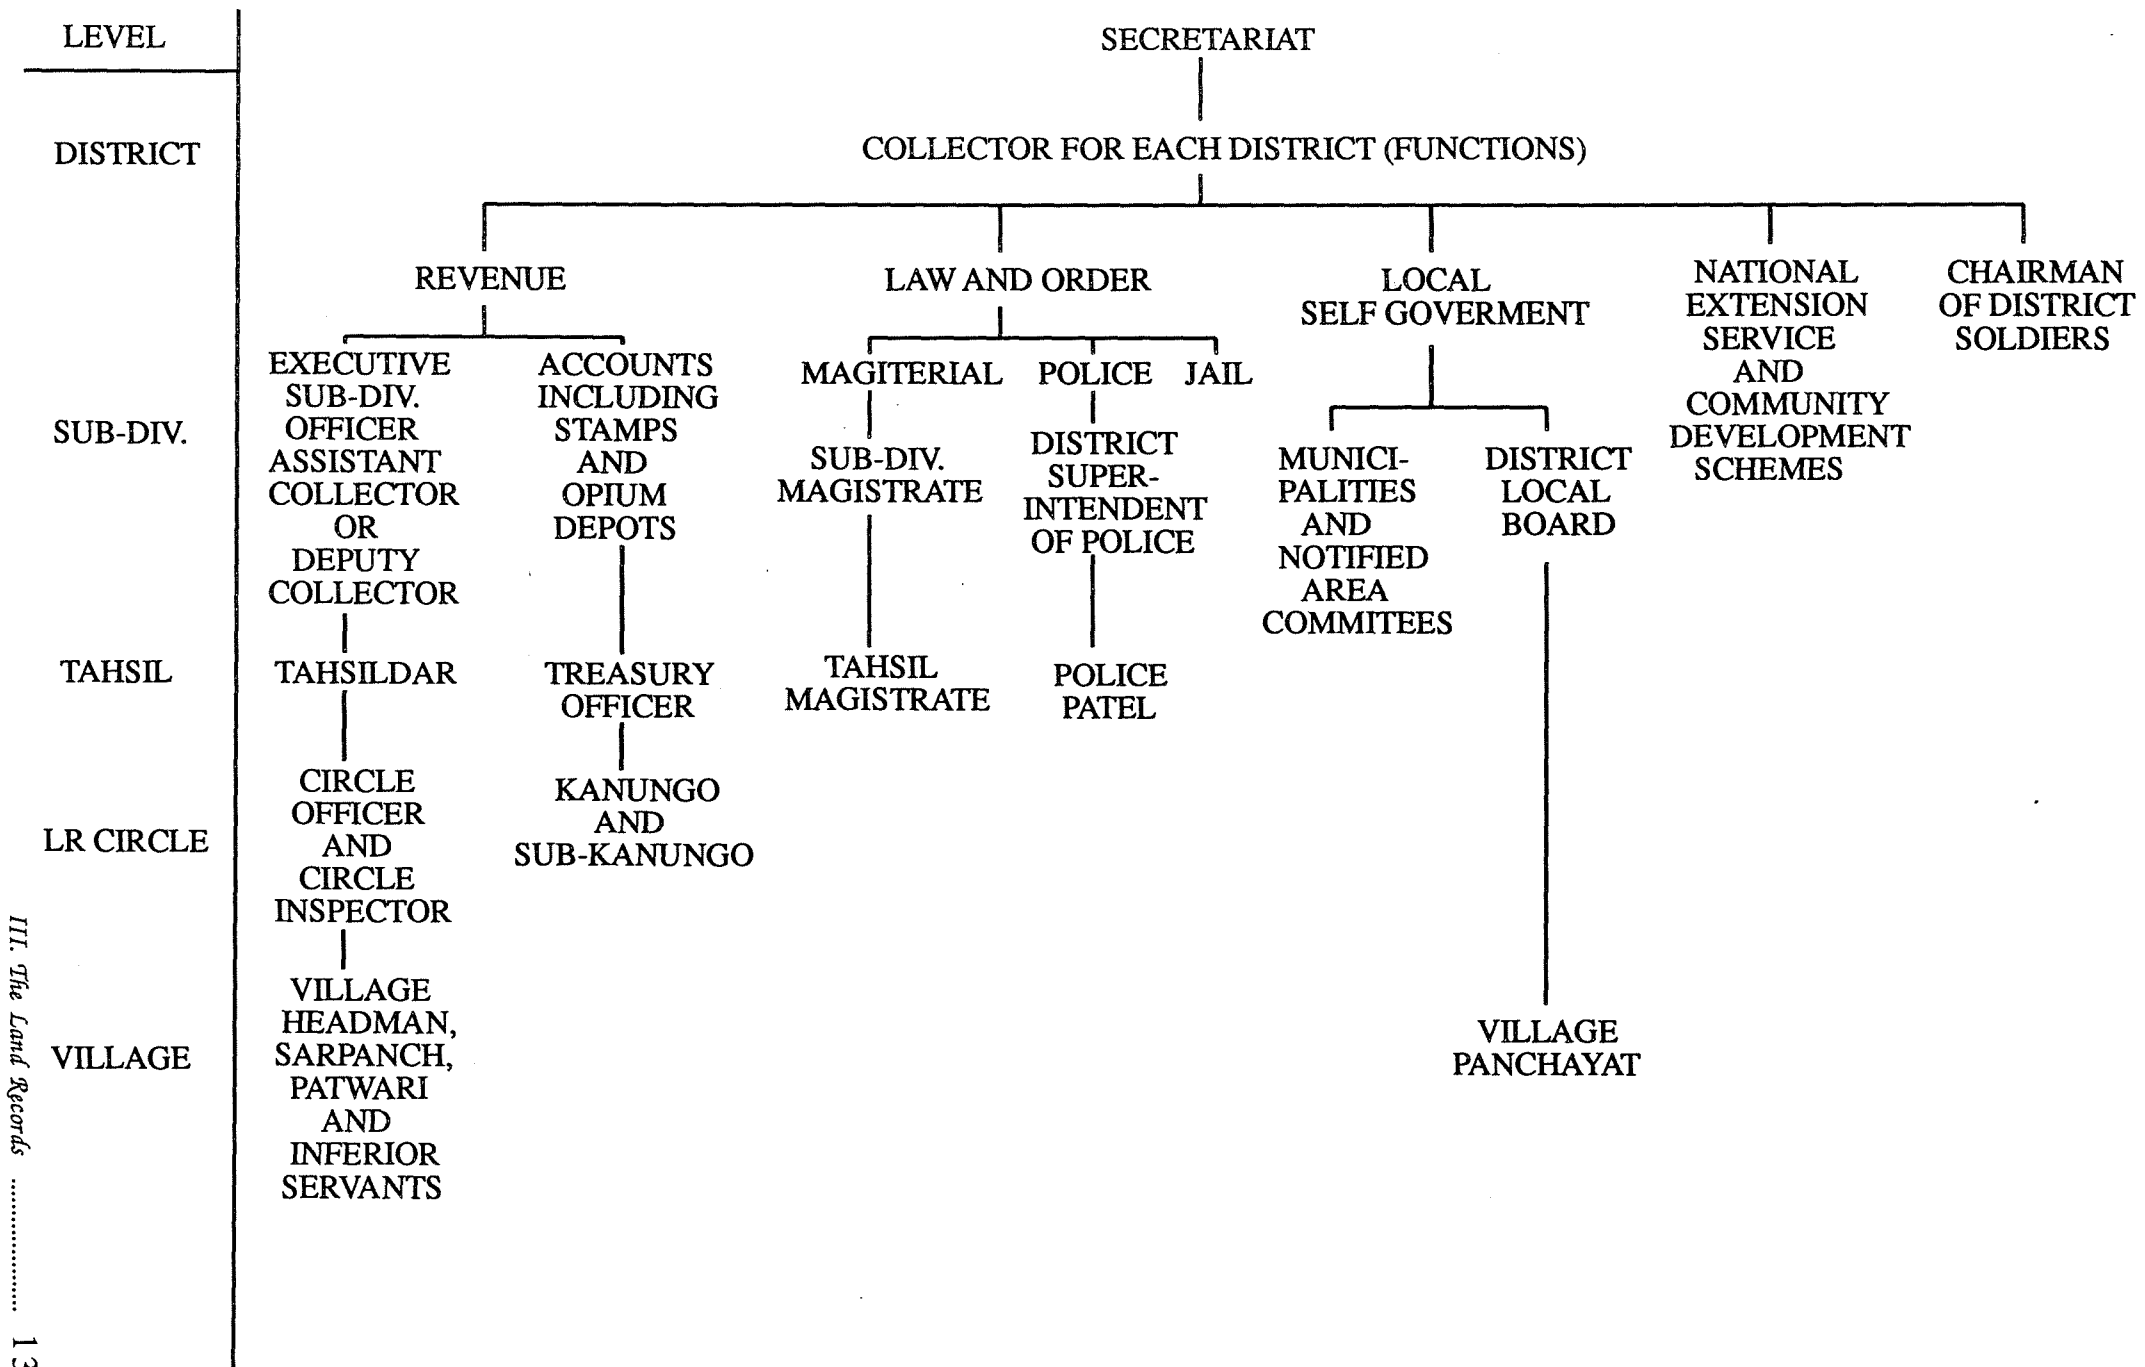 LEVEL
SECRETARIAT
DISTRICT
COLLECTOR FOR EACH DISTRICT (FUNCTIONS)
REVENUE
LAW AND ORDER
LOCAL
SELF GOVERMENT
NATIONAL
EXTENSION
SERVICE
AND
COMMUNITY
DEVELOPMENT
SCHEMES
CHAIRMAN
OF DISTRICT
SOLDIERS
SUB-DIV.
EXECUTIVE
SUB-DIV.
OFFICER
ASSISTANT
COLLECTOR
OR
DEPUTY
COLLECTOR
ACCOUNTS
INCLUDING
STAMPS
AND
OPIUM
DEPOTS
MAGITERIAL
POLICE
JAIL
SUB-DIV.
MAGISTRATE
DISTRICT
SUPER-
INTENDENT
OF POLICE
MUNICI-
PALITIES
AND
NOTIFIED
AREA
COMMITEES
DISTRICT
LOCAL
BOARD
TAHSIL
TAHSILDAR
TREASURY
OFFICER
TAHSIL
MAGISTRATE
POLICE
PATEL
LR CIRCLE
CIRCLE
OFFICER
AND
CIRCLE
INSPECTOR
KANUNGO
AND
SUB-KANUNGO
VILLAGE
VILLAGE
HEADMAN,
SARPANCH,
PATWARI
AND
INFERIOR
SERVANTS
VILLAGE
PANCHAYAT
III. The Land Records ................ 13